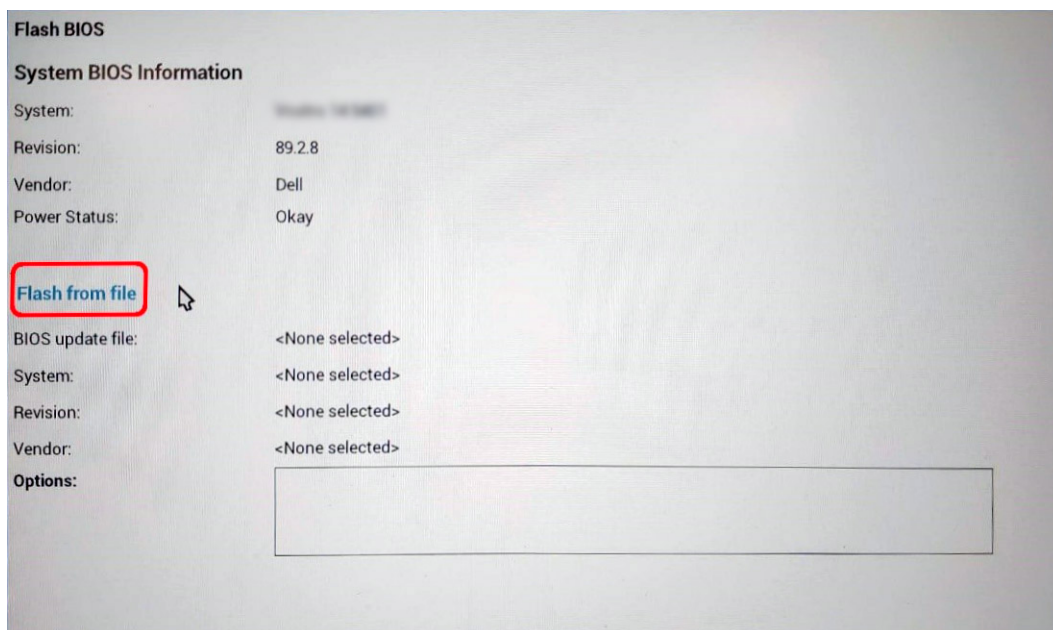 Flash BIOS
System BIOS Information
System:
Revision: 89.2.8
Vendor: Dell
Power Status: Okay
Flash from file
BIOS update file: <None selected>
System: <None selected>
Revision: <None selected>
Vendor: <None selected>
Options: